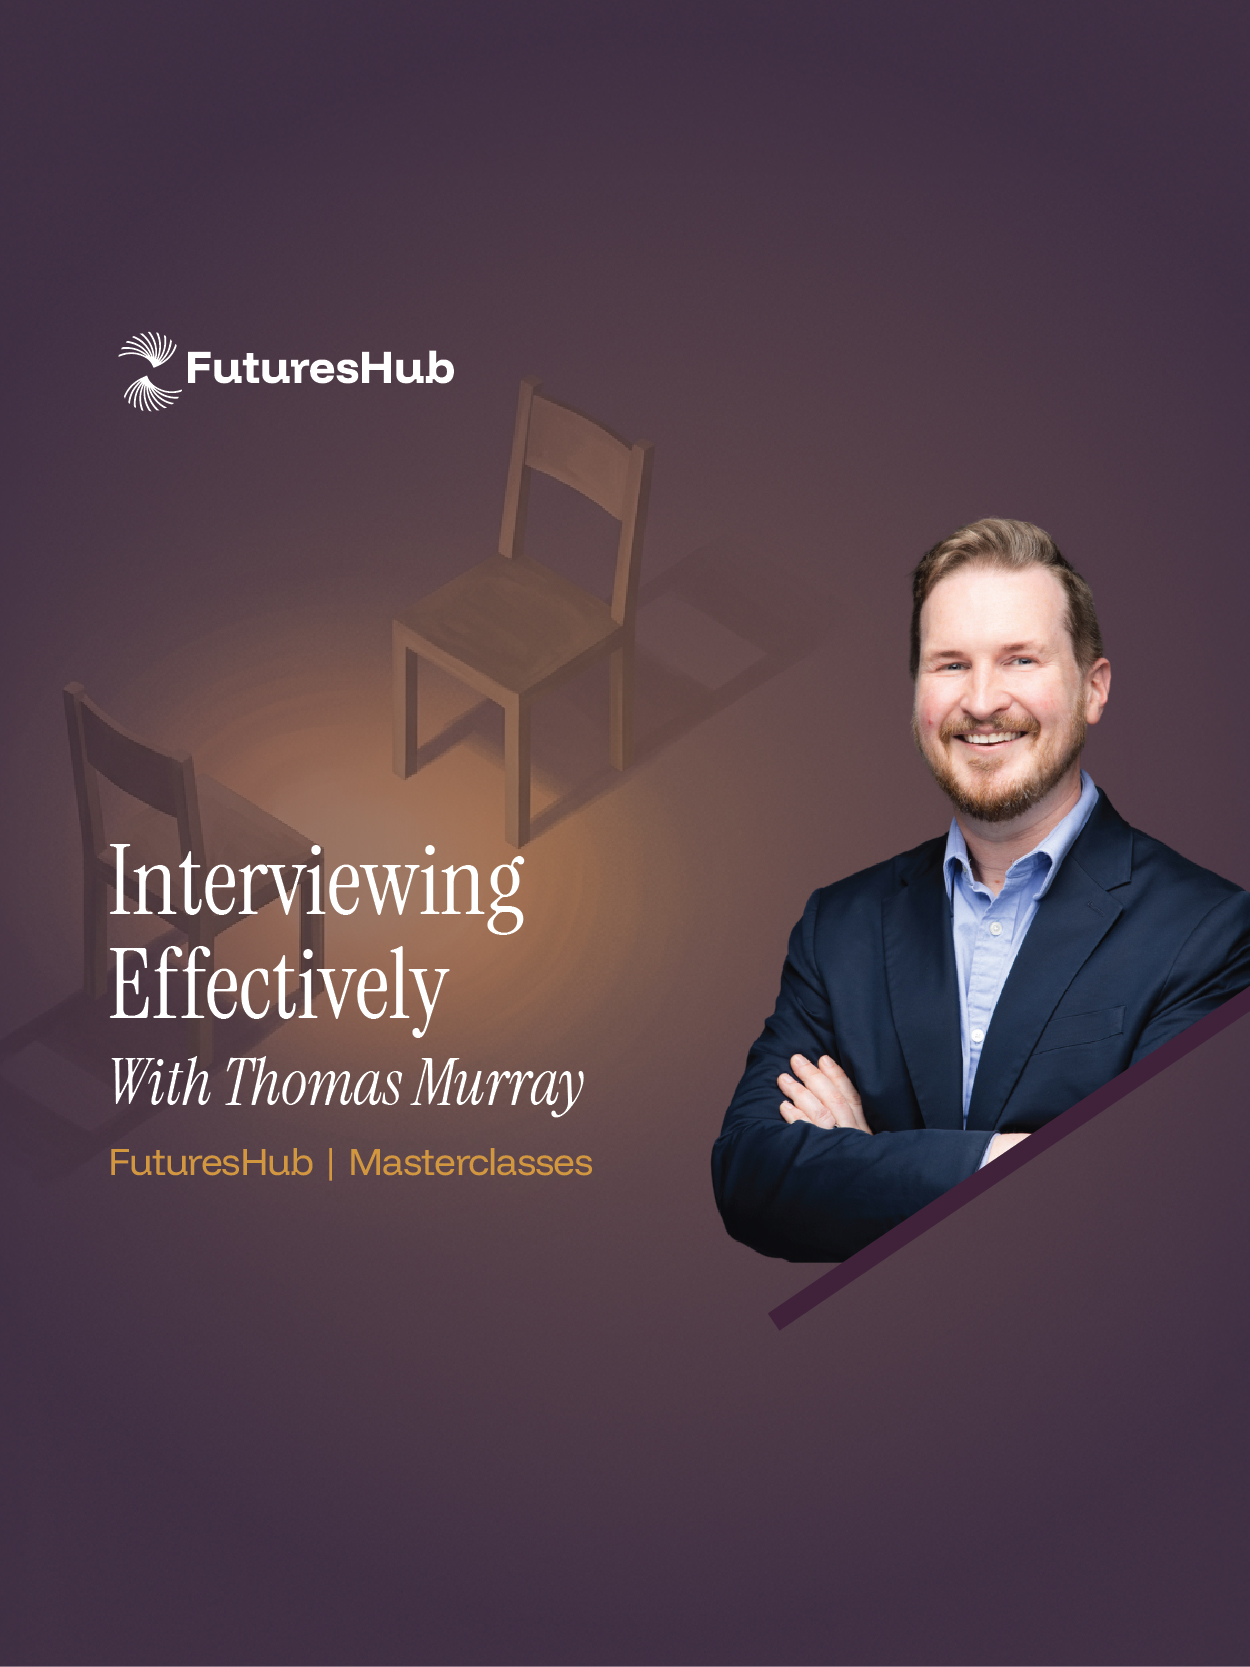 FuturesHub
Interviewing
Effectively
With Thomas Murray
FuturesHub | Masterclasses